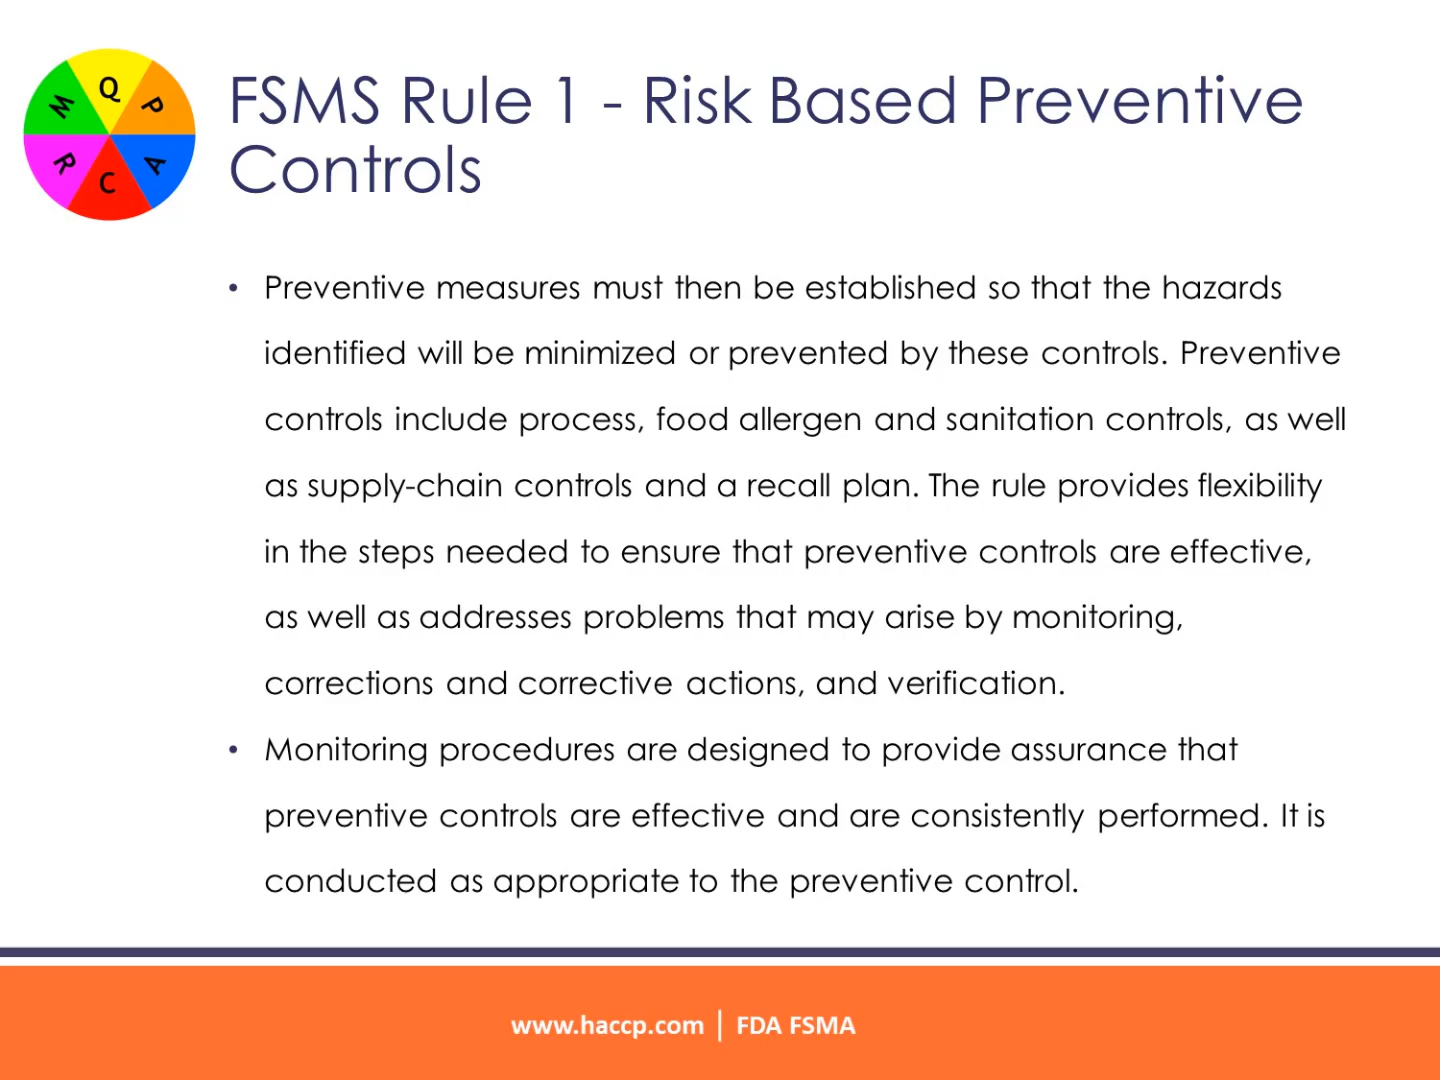 Q
P
A
C
R
M
FSMS Rule 1 - Risk Based Preventive
Controls
• Preventive measures must then be established so that the hazards
identified will be minimized or prevented by these controls. Preventive
controls include process, food allergen and sanitation controls, as well
as supply-chain controls and a recall plan. The rule provides flexibility
in the steps needed to ensure that preventive controls are effective,
as well as addresses problems that may arise by monitoring,
corrections and corrective actions, and verification.
• Monitoring procedures are designed to provide assurance that
preventive controls are effective and are consistently performed. It is
conducted as appropriate to the preventive control.
www.haccp.com | FDA FSMA